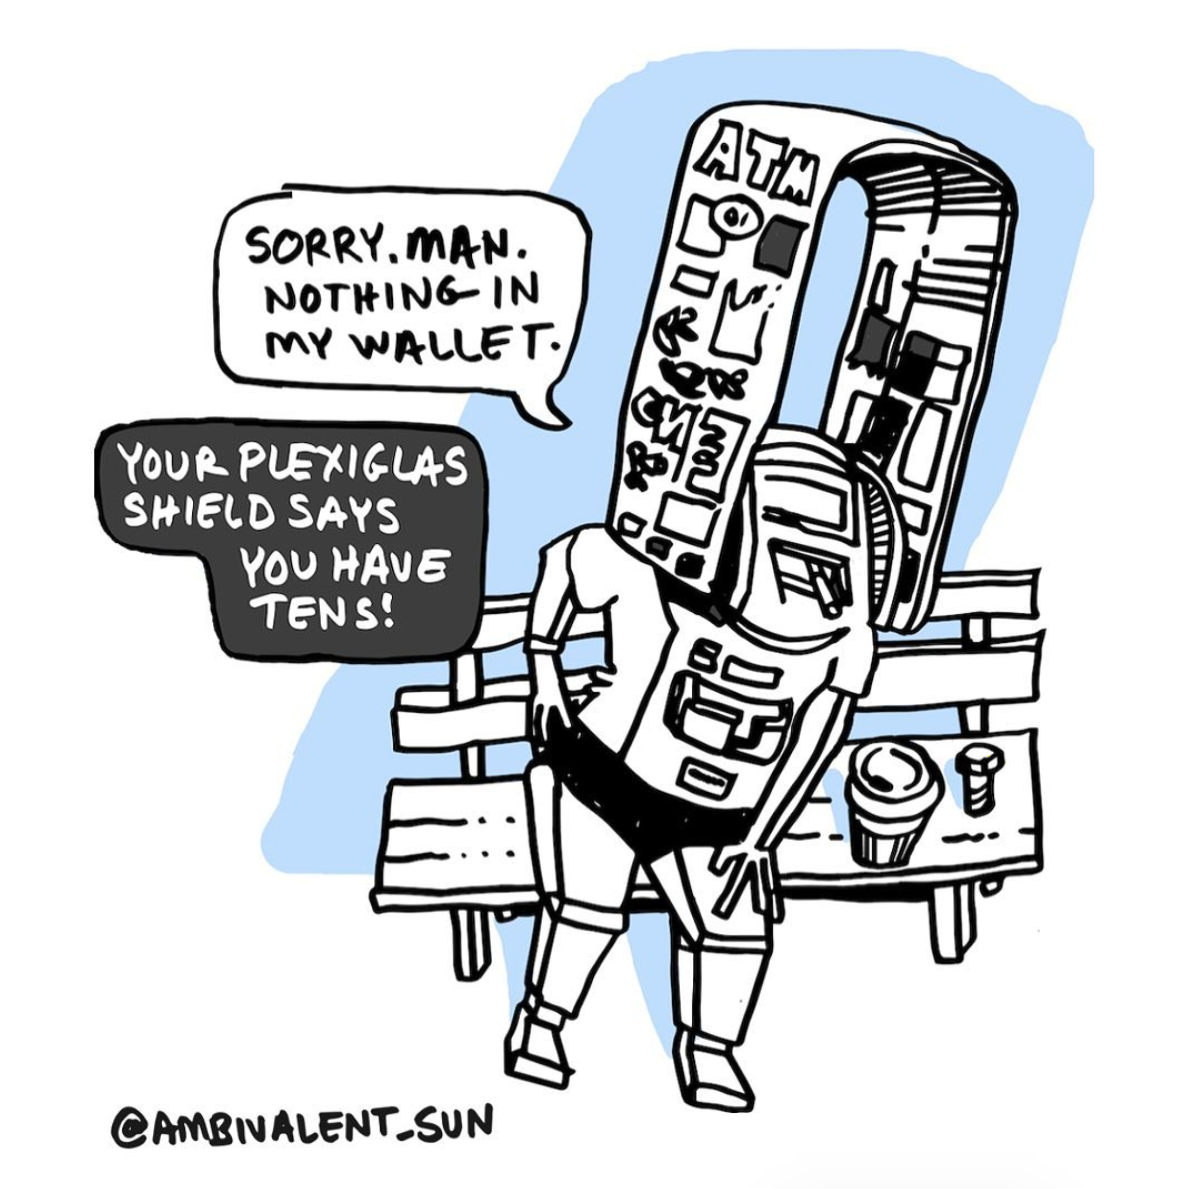 ATM
SORRY. MAN.
NOTHING IN
MY WALLET.
YOUR PLEXIGLAS
SHIELD SAYS
YOU HAVE
TENS!
@AMBIVALENT_SUN